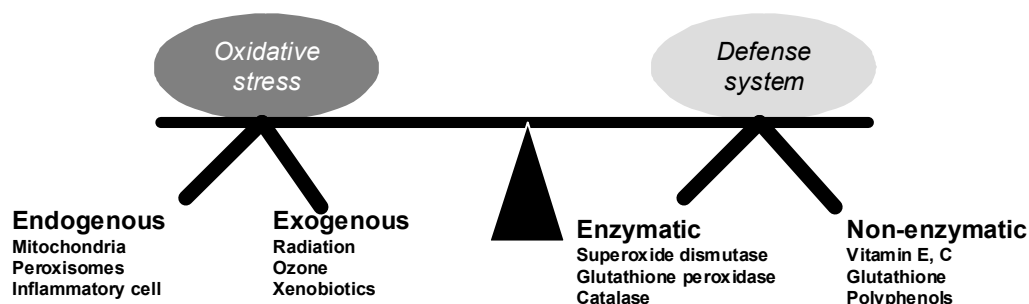 Oxidative
stress
Defense
system
Endogenous
Mitochondria
Peroxisomes
Inflammatory cell
Exogenous
Radiation
Ozone
Xenobiotics
Enzymatic
Superoxide dismutase
Glutathione peroxidase
Catalase
Non-enzymatic
Vitamin E, C
Glutathione
Polyphenols